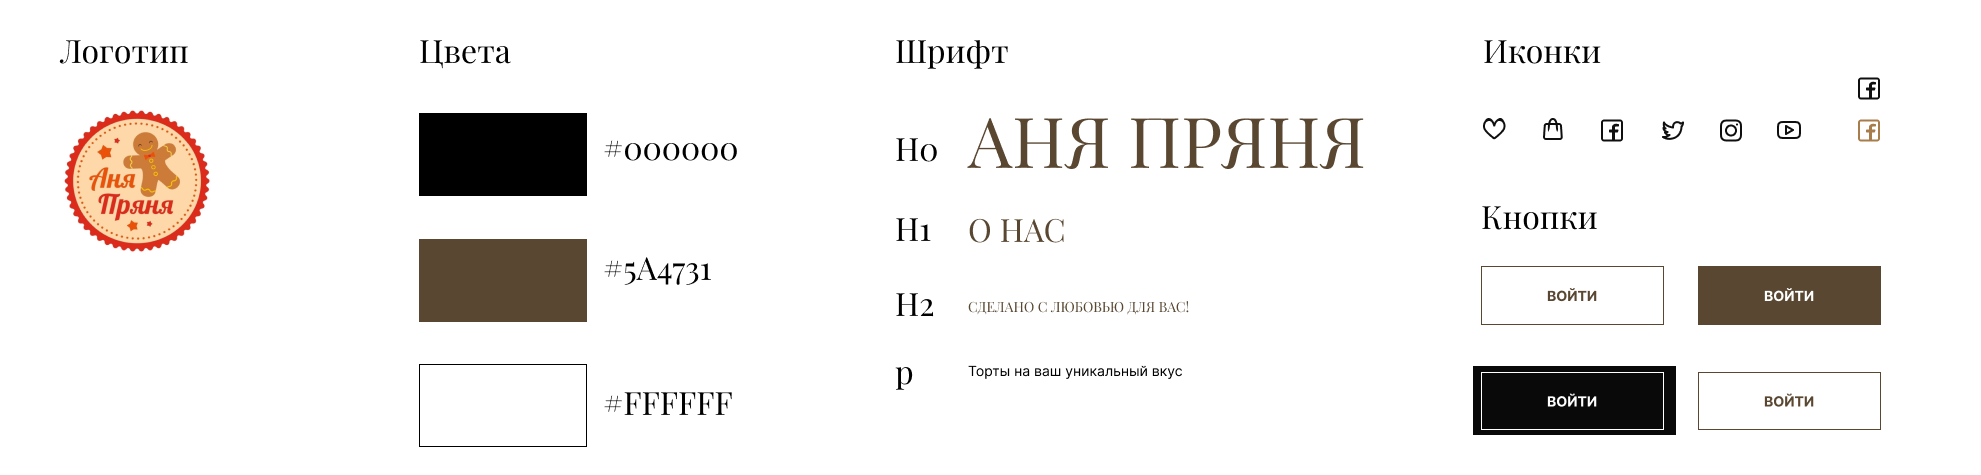 Логотип
Аня
Пряня
Цвета
#000000
#5A4731
#FFFFFF
Шрифт
H0 АНЯ ПРЯНЯ
H1 О НАС
H2 СДЕЛАНО С ЛЮБОВЬЮ ДЛЯ ВАС!
p Торты на ваш уникальный вкус
Иконки
Кнопки
ВОЙТИ ВОЙТИ
ВОЙТИ ВОЙТИ